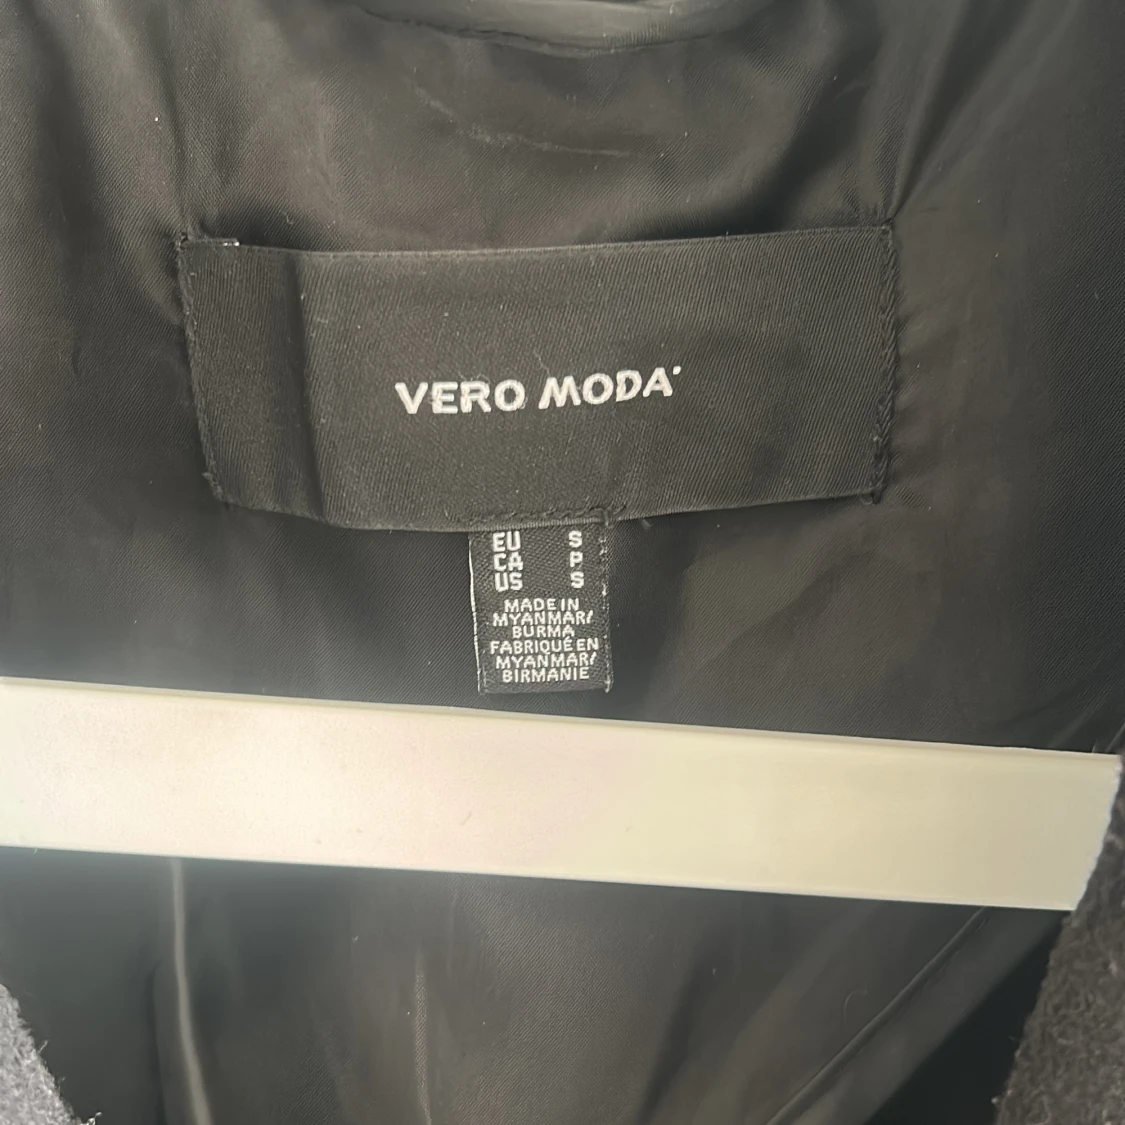 VERO MODA
EU S
CA P
US S
MADE IN
MYANMAR/
BURMA
FABRIQUÉ EN
MYANMAR/
BIRMANIE